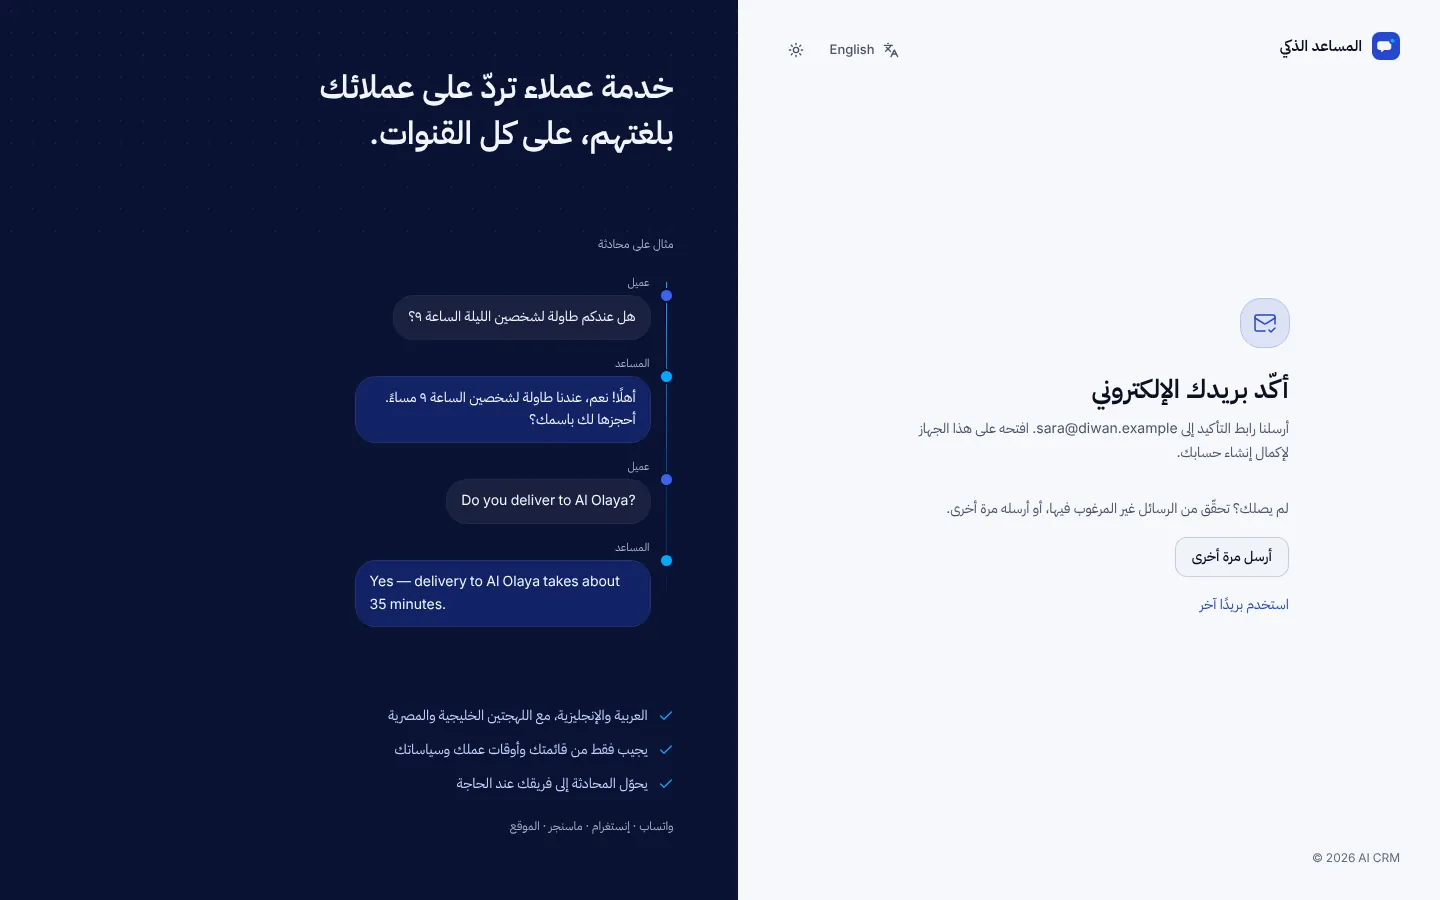 المساعد الذكي
English
أكّد بريدك الإلكتروني
أرسلنا رابط التأكيد إلى sara@diwan.example. افتحه على هذا الجهاز
لإكمال إنشاء حسابك.
لم يصلك؟ تحقّق من الرسائل غير المرغوب فيها، أو أرسله مرة أخرى.
أرسل مرة أخرى
استخدم بريدًا آخر
© 2026 AI CRM
خدمة عملاء تردّ على عملائك
بلغتهم، على كل القنوات.
مثال على محادثة
عميل
هل عندكم طاولة لشخصين الليلة الساعة ٩؟
المساعد
أهلًا! نعم، عندنا طاولة لشخصين الساعة ٩ مساءً.
أحجزها لك باسمك؟
عميل
Do you deliver to Al Olaya?
المساعد
Yes — delivery to Al Olaya takes about
35 minutes.
العربية والإنجليزية، مع اللهجتين الخليجية والمصرية
يجيب فقط من قائمتك وأوقات عملك وسياساتك
يحوّل المحادثة إلى فريقك عند الحاجة
واتساب · إنستغرام · ماسنجر · الموقع